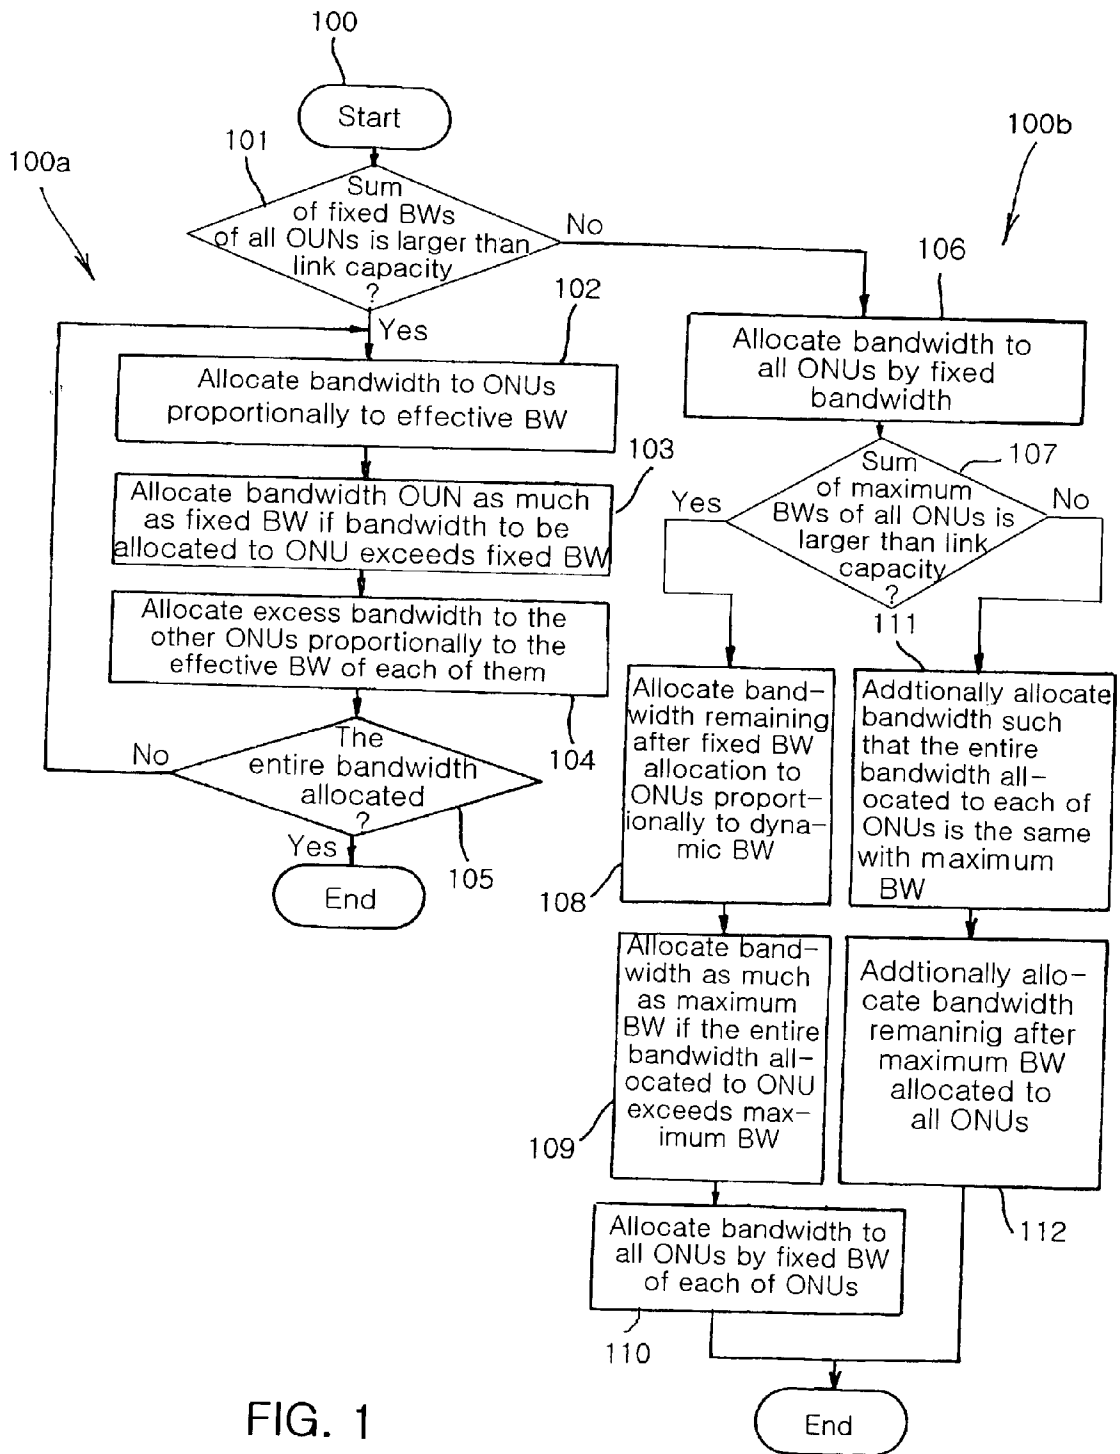 100
Start
101
100a
100b
Sum
of fixed BWs
of all OUNs is larger than
link capacity
?
No
Yes
102
106
Allocate bandwidth to ONUs
proportionally to effective BW
Allocate bandwidth to
all ONUs by fixed
bandwidth
103
Allocate bandwidth OUN as much
as fixed BW if bandwidth to be
allocated to ONU exceeds fixed BW
107
Sum
of maximum
BWs of all ONUs is
larger than link
capacity
?
Yes
No
Allocate excess bandwidth to the
other ONUs proportionally to the
effective BW of each of them
104
111
The
entire bandwidth
allocated
?
No
Yes
105
End
Allocate band-
width remaining
after fixed BW
allocation to
ONUs proport-
ionally to dyna-
mic BW
108
Addtionally allocate
bandwidth such
that the entire
bandwidth all-
ocated to each of
ONUs is the same
with maximum
BW
Allocate band-
width as much
as maximum
BW if the entire
bandwidth all-
ocated to ONU
exceeds max-
imum BW
109
Addtionally allo-
cate bandwidth
remaninig after
maximum BW
allocated to
all ONUs
112
Allocate bandwidth to
all ONUs by fixed BW
of each of ONUs
110
End
FIG. 1